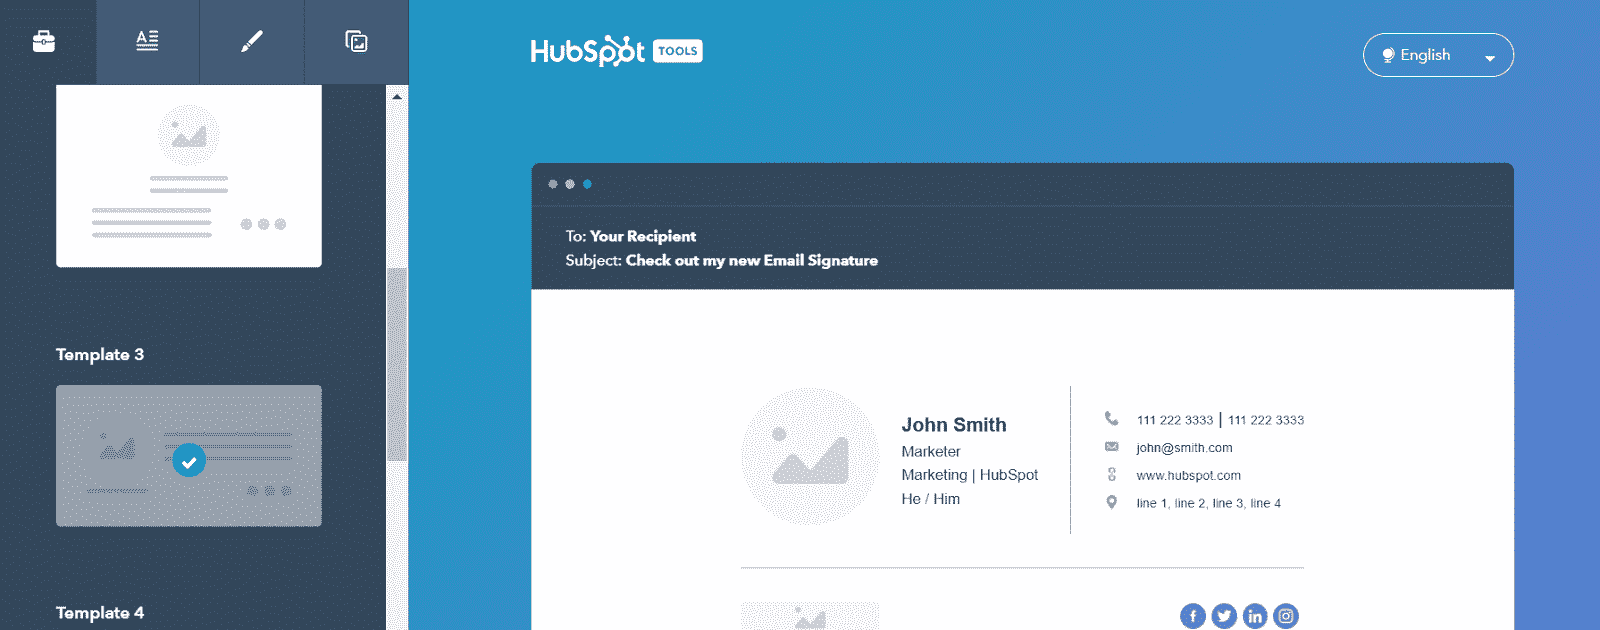 HubSpot TOOLS
English
To: Your Recipient
Subject: Check out my new Email Signature
Template 3
Template 4
John Smith
Marketer
Marketing | HubSpot
He / Him
111 222 3333 | 111 222 3333
john@smith.com
www.hubspot.com
line 1, line 2, line 3, line 4